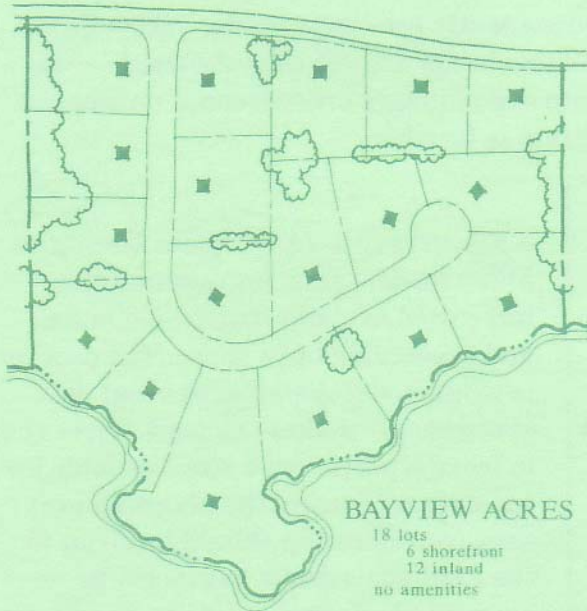 BAYVIEW ACRES
18 lots
6 shorefront
12 inland
no amenities